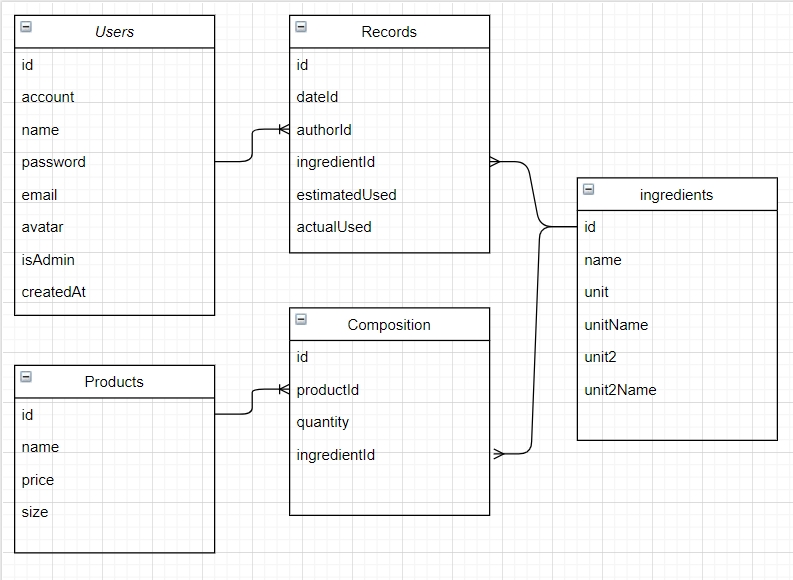 Users
id
account
name
password
email
avatar
isAdmin
createdAt
Records
id
dateId
authorId
ingredientId
estimatedUsed
actualUsed
ingredients
id
name
unit
unitName
unit2
unit2Name
Composition
id
productId
quantity
ingredientId
Products
id
name
price
size